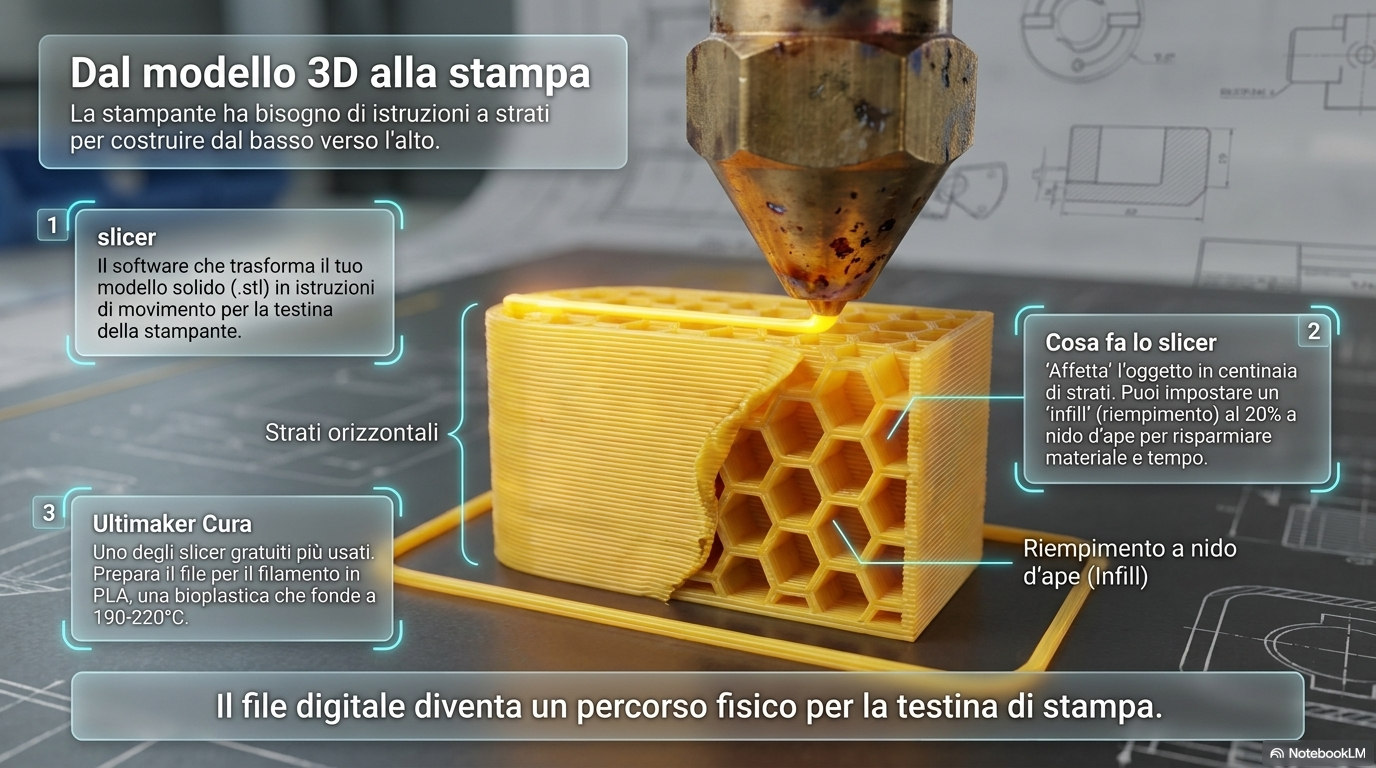 Dal modello 3D alla stampa
La stampante ha bisogno di istruzioni a strati
per costruire dal basso verso l'alto.
1
slicer
Il software che trasforma il tuo
modello solido (.stl) in istruzioni
di movimento per la testina
della stampante.
2
Cosa fa lo slicer
'Affetta' l'oggetto in centinaia
di strati. Puoi impostare un
'infill' (riempimento) al 20% a
nido d'ape per risparmiare
materiale e tempo.
Strati orizzontali
3
Ultimaker Cura
Uno degli slicer gratuiti più usati.
Prepara il file per il filamento in
PLA, una bioplastica che fonde a
190-220°C.
Riempimento a nido
d'ape (Infill)
Il file digitale diventa un percorso fisico per la testina di stampa.
NotebookLM